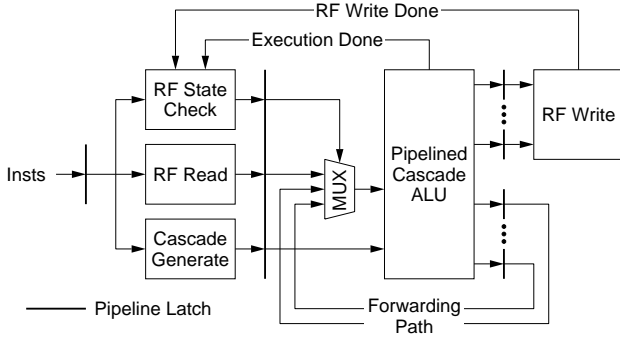 RF Write Done
Execution Done
RF State
Check
RF Write
Pipelined
Cascade
ALU
Insts
RF Read
MUX
Cascade
Generate
Forwarding
Path
Pipeline Latch